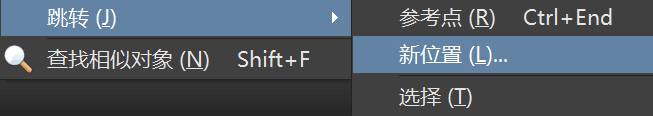 跳转 (J)
查找相似对象 (N) Shift+F
参考点 (R) Ctrl+End
新位置 (L)...
选择 (T)